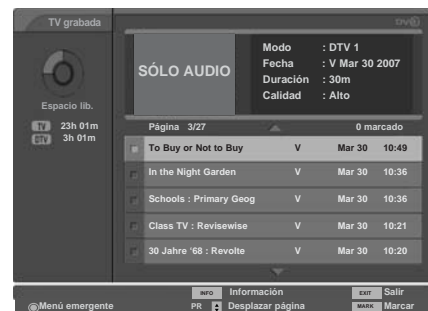 TV grabada
DV
SÓLO AUDIO
Modo : DTV 1
Fecha : V Mar 30 2007
Duración : 30m
Calidad : Alto
Espacio lib.
TV 23h 01m
DTV 3h 01m
Página 3/27 0 marcado
To Buy or Not to Buy V Mar 30 10:49
In the Night Garden V Mar 30 10:36
Schools : Primary Geog V Mar 30 10:36
Class TV : Revisewise V Mar 30 10:21
30 Jahre ‘68 : Revolte V Mar 30 10:20
INFO Información EXIT Salir
Menú emergente PR Desplazar página MARK Marcar